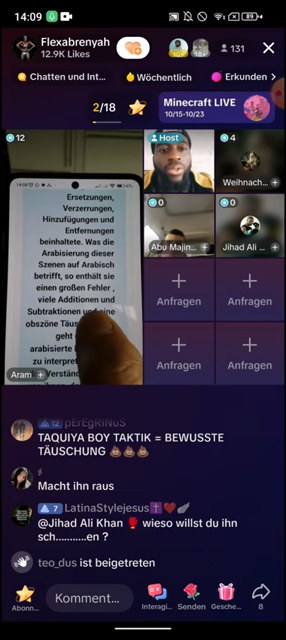 14:09
89%
Flexabrenyah
12.9K Likes
131
Chatten und Int...
Wöchentlich
Erkunden
2/18
Minecraft LIVE
10/15-10/23
12
Host
4
Weihnach...
0
Abu Majin...
0
Jihad Ali ...
Ersetzungen,
Verzerrungen,
Hinzufügungen und
Entfernungen
beinhaltete. Was die
Arabisierung dieser
Szenen auf Arabisch
betrifft, so enthält sie
einen großen Fehler ,
viele Additionen und
Subtraktionen und eine
obszöne
geht
arabisierte
zu
Aram
Anfragen
Anfragen
Anfragen
Anfragen
12 pErEgRiNuS
TAQUIYA BOY TAKTIK = BEWUSSTE
TÄUSCHUNG 💩💩💩
Macht ihn raus
7 LatinaStylejesus
@Jihad Ali Khan 🥊 wieso willst du ihn
sch...........en ?
teo_dus ist beigetreten
Abonn...
Komment...
Interagi...
Senden
Gesche...
8